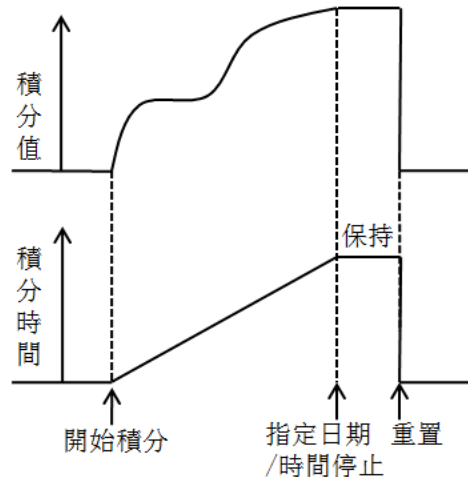 積分值
保持
積分時間
開始積分
指定日期
/時間停止
重置